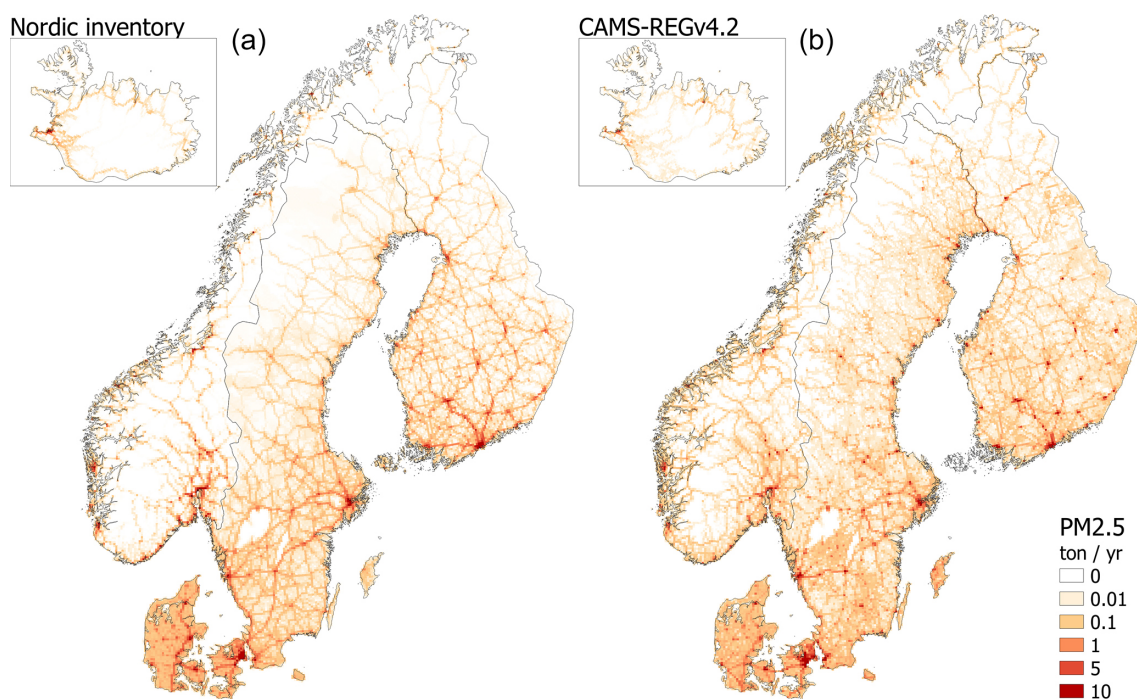 Nordic inventory
(a)
CAMS-REGv4.2
(b)
PM2.5
ton / yr
0
0.01
0.1
1
5
10